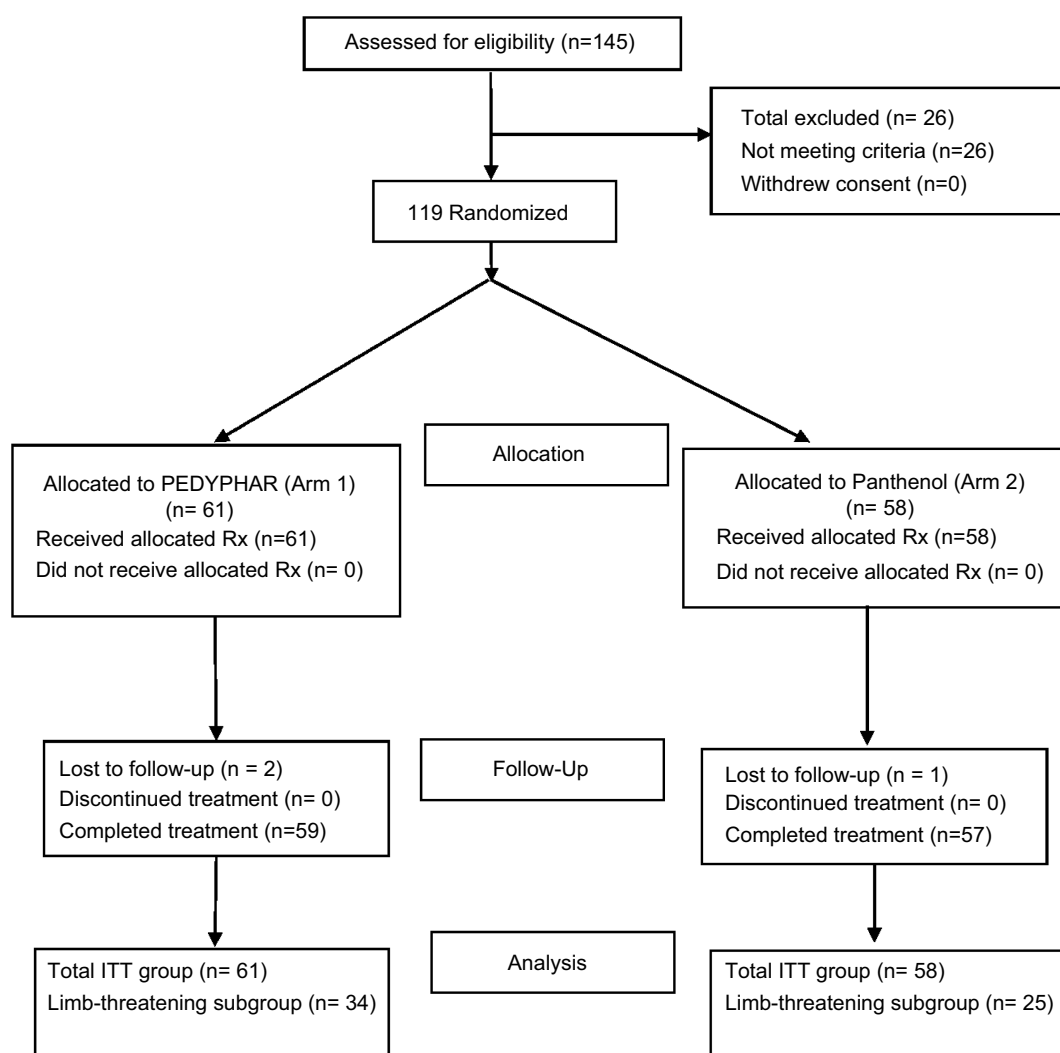 Assessed for eligibility (n=145)
Total excluded (n= 26)
Not meeting criteria (n=26)
Withdrew consent (n=0)
119 Randomized
Allocation
Allocated to PEDYPHAR (Arm 1)
(n= 61)
Received allocated Rx (n=61)
Did not receive allocated Rx (n= 0)
Allocated to Panthenol (Arm 2)
(n= 58)
Received allocated Rx (n=58)
Did not receive allocated Rx (n= 0)
Follow-Up
Lost to follow-up (n = 2)
Discontinued treatment (n= 0)
Completed treatment (n=59)
Lost to follow-up (n = 1)
Discontinued treatment (n= 0)
Completed treatment (n=57)
Analysis
Total ITT group (n= 61)
Limb-threatening subgroup (n= 34)
Total ITT group (n= 58)
Limb-threatening subgroup (n= 25)